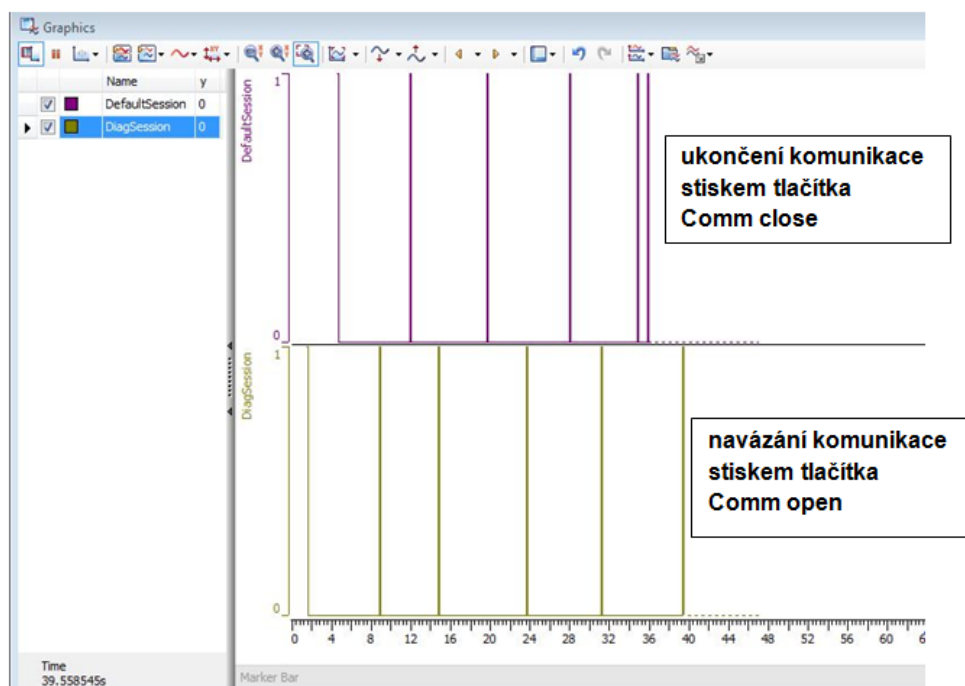 Graphics
Name y
DefaultSession 0
DiagSession 0
DefaultSession
1
0
ukončení komunikace
stiskem tlačítka
Comm close
DiagSession
1
0
navázání komunikace
stiskem tlačítka
Comm open
0 4 8 12 16 20 24 28 32 36 40 44 48 52 56 60 6
Time
39.558545s
Marker Bar